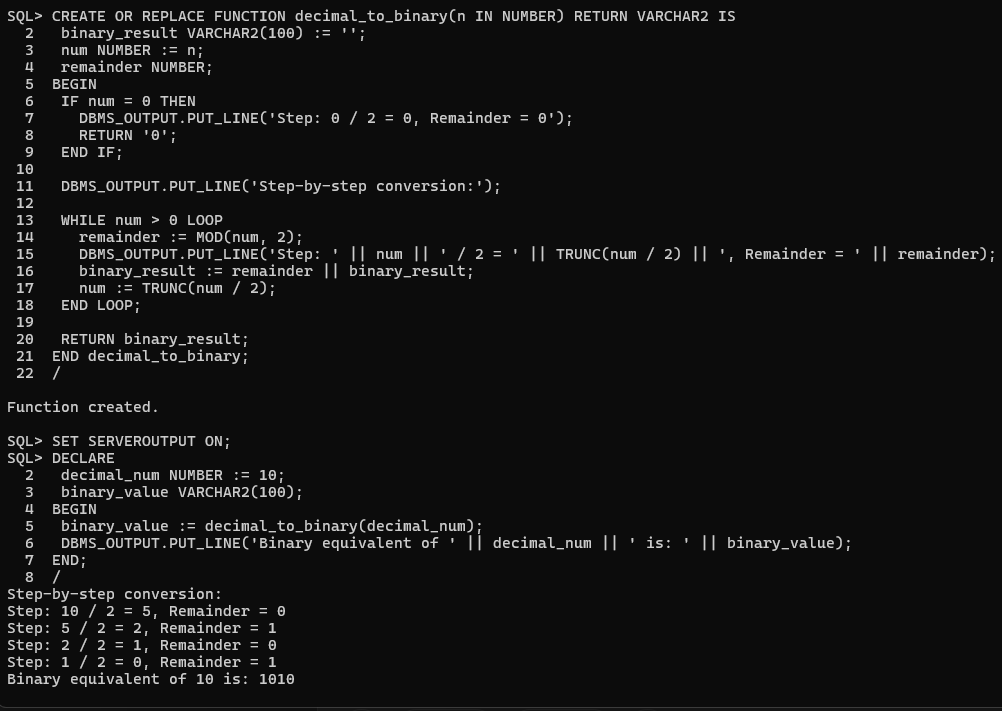 SQL> CREATE OR REPLACE FUNCTION decimal_to_binary(n IN NUMBER) RETURN VARCHAR2 IS
  2   binary_result VARCHAR2(100) := '';
  3   num NUMBER := n;
  4   remainder NUMBER;
  5  BEGIN
  6   IF num = 0 THEN
  7     DBMS_OUTPUT.PUT_LINE('Step: 0 / 2 = 0, Remainder = 0');
  8     RETURN '0';
  9   END IF;
 10
 11   DBMS_OUTPUT.PUT_LINE('Step-by-step conversion:');
 12
 13   WHILE num > 0 LOOP
 14     remainder := MOD(num, 2);
 15     DBMS_OUTPUT.PUT_LINE('Step: ' || num || ' / 2 = ' || TRUNC(num / 2) || ', Remainder = ' || remainder);
 16     binary_result := remainder || binary_result;
 17     num := TRUNC(num / 2);
 18   END LOOP;
 19
 20   RETURN binary_result;
 21  END decimal_to_binary;
 22  /

Function created.

SQL> SET SERVEROUTPUT ON;
SQL> DECLARE
  2   decimal_num NUMBER := 10;
  3   binary_value VARCHAR2(100);
  4  BEGIN
  5   binary_value := decimal_to_binary(decimal_num);
  6   DBMS_OUTPUT.PUT_LINE('Binary equivalent of ' || decimal_num || ' is: ' || binary_value);
  7  END;
  8  /
Step-by-step conversion:
Step: 10 / 2 = 5, Remainder = 0
Step: 5 / 2 = 2, Remainder = 1
Step: 2 / 2 = 1, Remainder = 0
Step: 1 / 2 = 0, Remainder = 1
Binary equivalent of 10 is: 1010